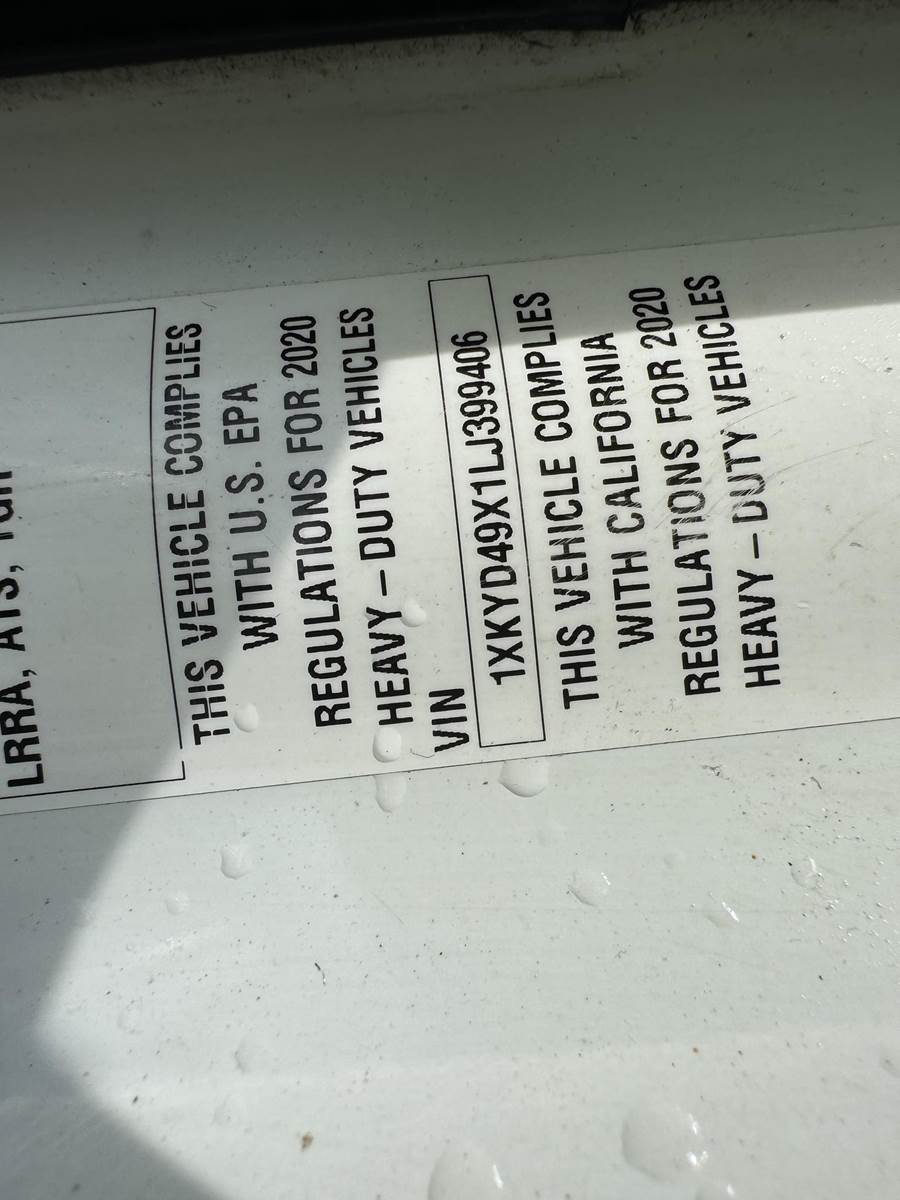 LRRA, ATS,
THIS VEHICLE COMPLIES
WITH U.S. EPA
REGULATIONS FOR 2020
HEAVY – DUTY VEHICLES
VIN
1XKYD49X1LJ399406
THIS VEHICLE COMPLIES
WITH CALIFORNIA
REGULATIONS FOR 2020
HEAVY – DUTY VEHICLES